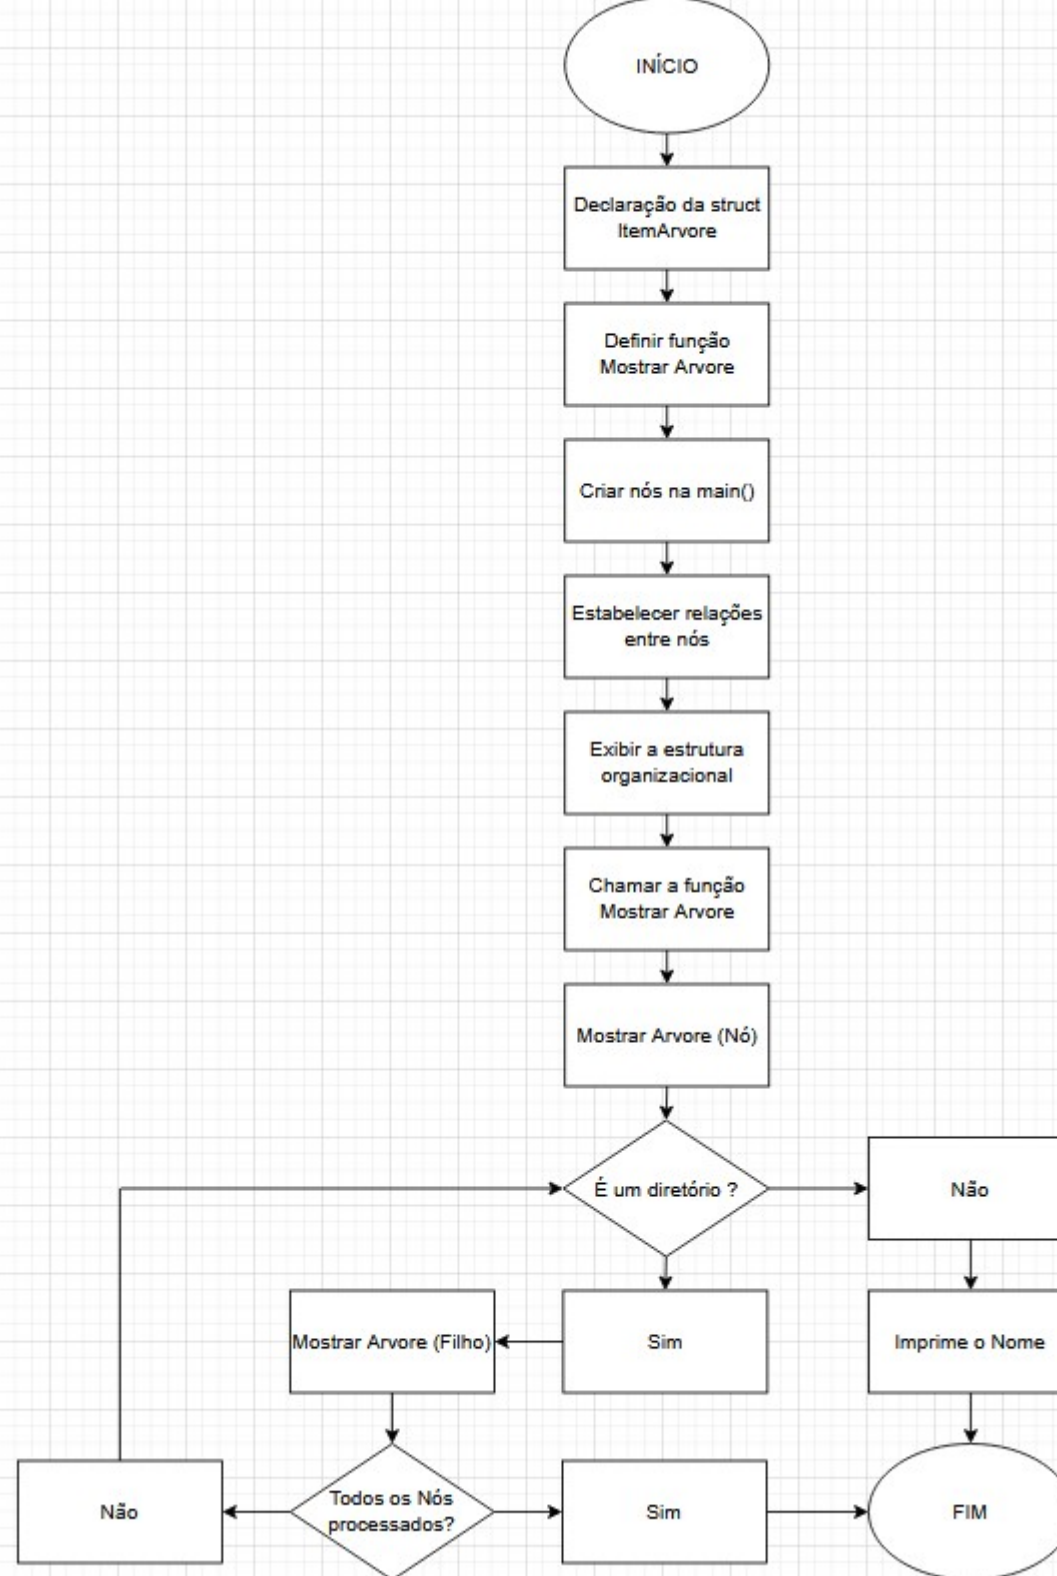 INÍCIO
Declaração da struct
ItemArvore
Definir função
Mostrar Arvore
Criar nós na main()
Estabelecer relações
entre nós
Exibir a estrutura
organizacional
Chamar a função
Mostrar Arvore
Mostrar Arvore (Nó)
É um diretório ?
Não
Mostrar Arvore (Filho)
Sim
Imprime o Nome
Não
Todos os Nós
processados?
Sim
FIM